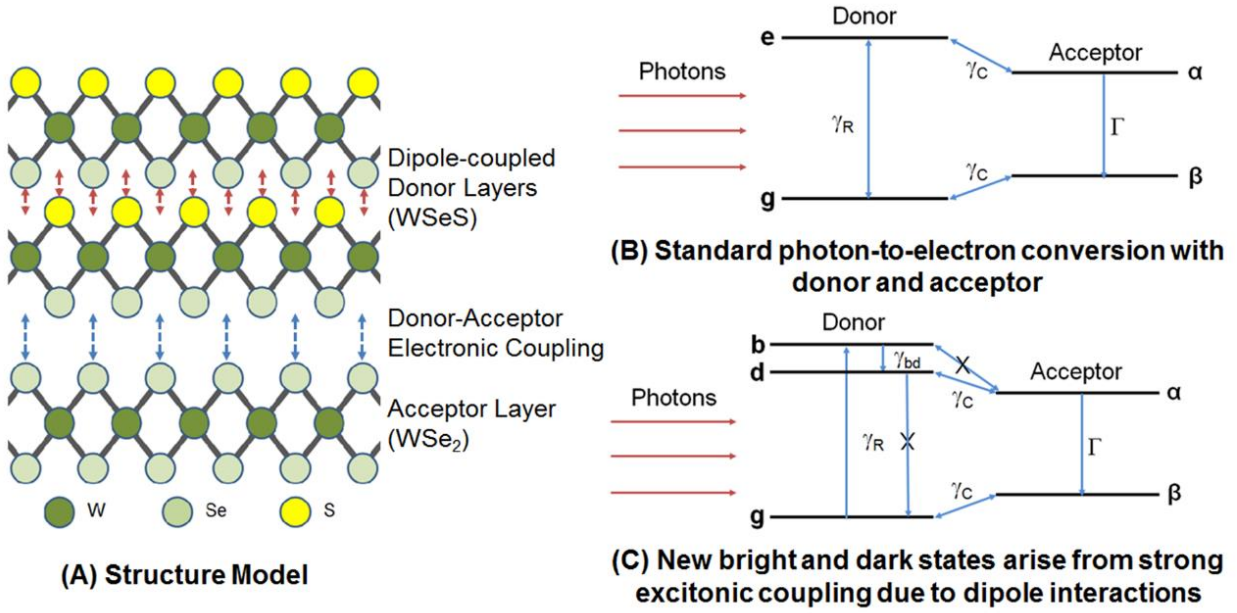 Dipole-coupled
Donor Layers
(WSeS)
Donor-Acceptor
Electronic Coupling
Acceptor Layer
(WSe₂)
W Se S
(A) Structure Model
Donor
e
Acceptor
Photons
γC
α
γR
Γ
γC
β
g
(B) Standard photon-to-electron conversion with
donor and acceptor
Donor
b
γbd
X
d
Acceptor
Photons
γC
α
γR
X
Γ
γC
β
g
(C) New bright and dark states arise from strong
excitonic coupling due to dipole interactions